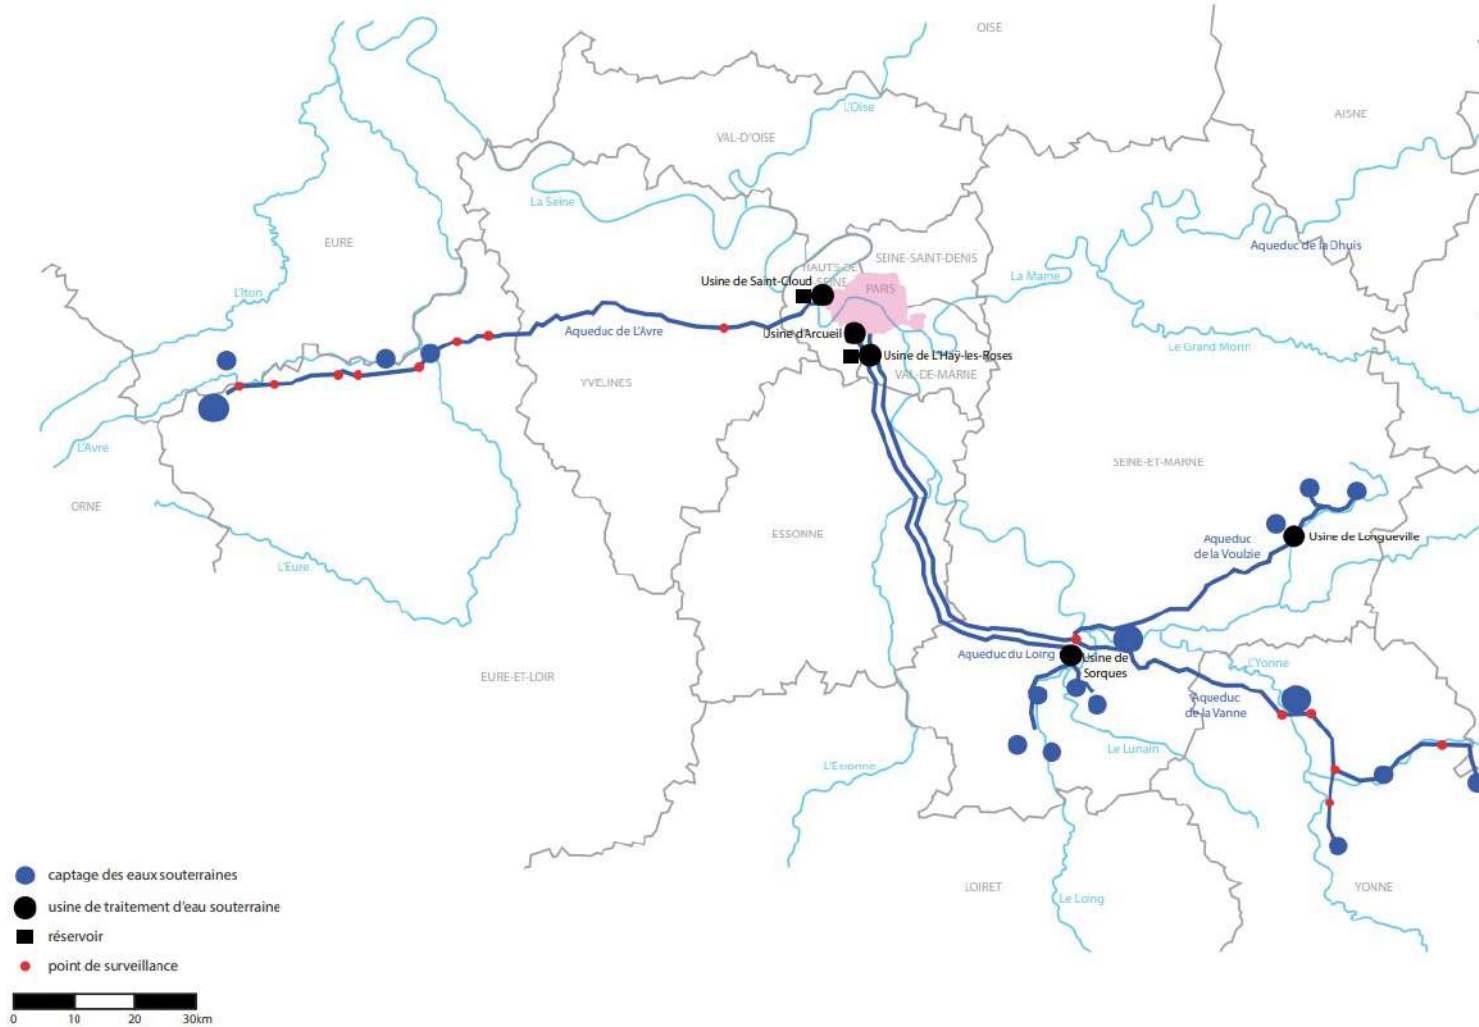 OISE
AISNE
L'Oise
VAL-D'OISE
La Seine
EURE
Aqueduc de la Dhuis
SEINE-SAINT-DENIS
HAUTS-DE
SEINE
La Marne
Usine de Saint-Cloud
PARIS
L'Iton
Aqueduc de L'Avre
Usine d'Arcueil
Le Grand Morin
Usine de L'Haÿ-les-Roses
VAL-DE-MARNE
YVELINES
L'Avre
SEINE-ET-MARNE
ORNE
ESSONNE
Aqueduc
de la Voulzie
Usine de Longueville
L'Eure
Aqueduc du Loing
Usine de
Sorques
L'Yonne
EURE-ET-LOIR
Aqueduc
de la Vanne
Le Lunain
L'Essonne
captage des eaux souterraines
LOIRET
YONNE
Le Loing
usine de traitement d'eau souterraine
réservoir
point de surveillance
0 10 20 30km